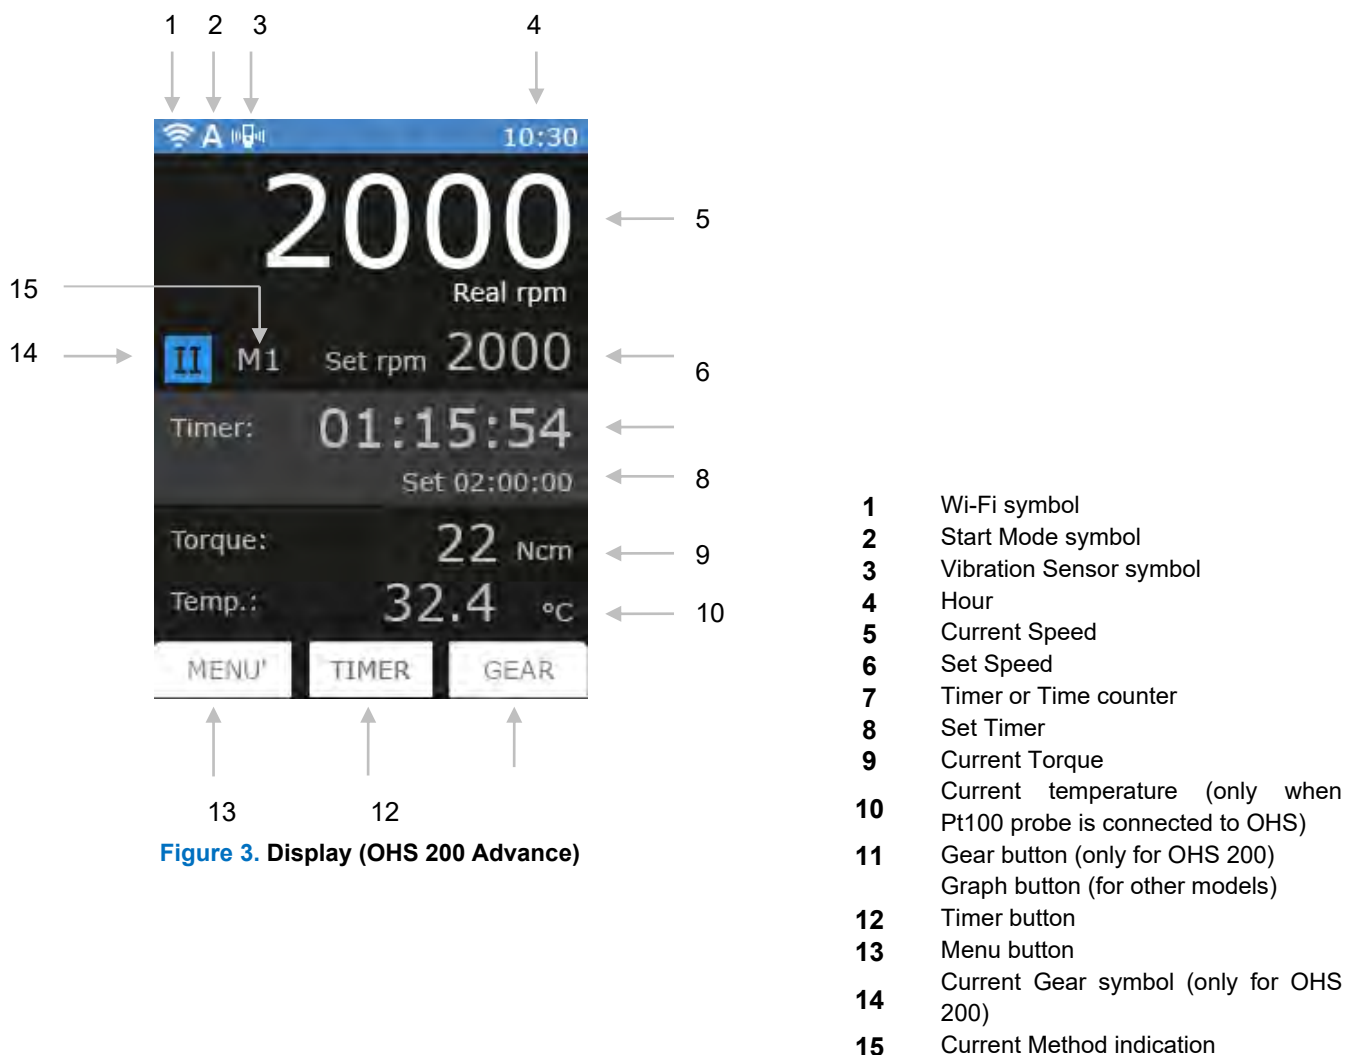 1 2 3 4
A 10:30
2000 5
Real rpm
15
14 II M1 Set rpm 2000 6
Timer: 01:15:54
Set 02:00:00 8
Torque: 22 Ncm 9
Temp.: 32.4 °C 10
MENU' TIMER GEAR
13 12
Figure 3. Display (OHS 200 Advance)
1 Wi-Fi symbol
2 Start Mode symbol
3 Vibration Sensor symbol
4 Hour
5 Current Speed
6 Set Speed
7 Timer or Time counter
8 Set Timer
9 Current Torque
10 Current temperature (only when
Pt100 probe is connected to OHS)
11 Gear button (only for OHS 200)
Graph button (for other models)
12 Timer button
13 Menu button
14 Current Gear symbol (only for OHS
200)
15 Current Method indication